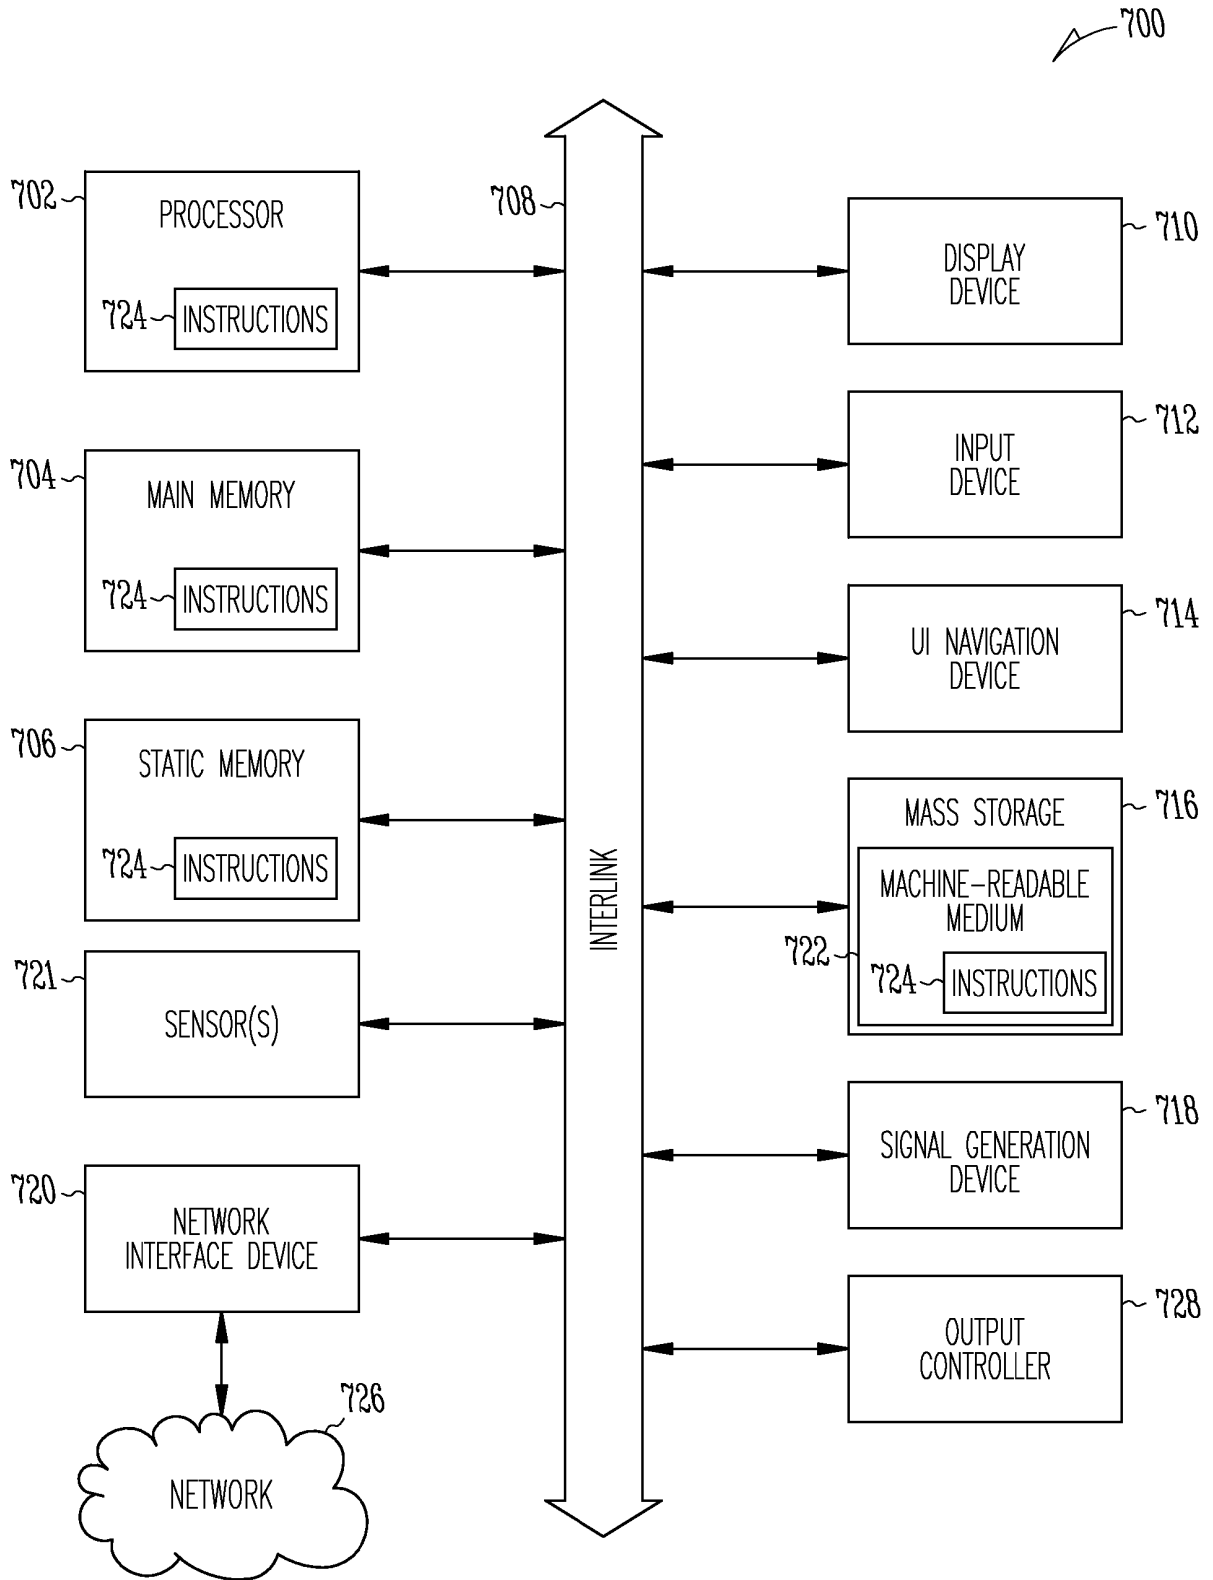 700
702
PROCESSOR
724
INSTRUCTIONS
704
MAIN MEMORY
724
INSTRUCTIONS
706
STATIC MEMORY
724
INSTRUCTIONS
721
SENSOR(S)
720
NETWORK
INTERFACE DEVICE
726
NETWORK
708
INTERLINK
710
DISPLAY
DEVICE
712
INPUT
DEVICE
714
UI NAVIGATION
DEVICE
716
MASS STORAGE
MACHINE-READABLE
MEDIUM
722
724
INSTRUCTIONS
718
SIGNAL GENERATION
DEVICE
728
OUTPUT
CONTROLLER